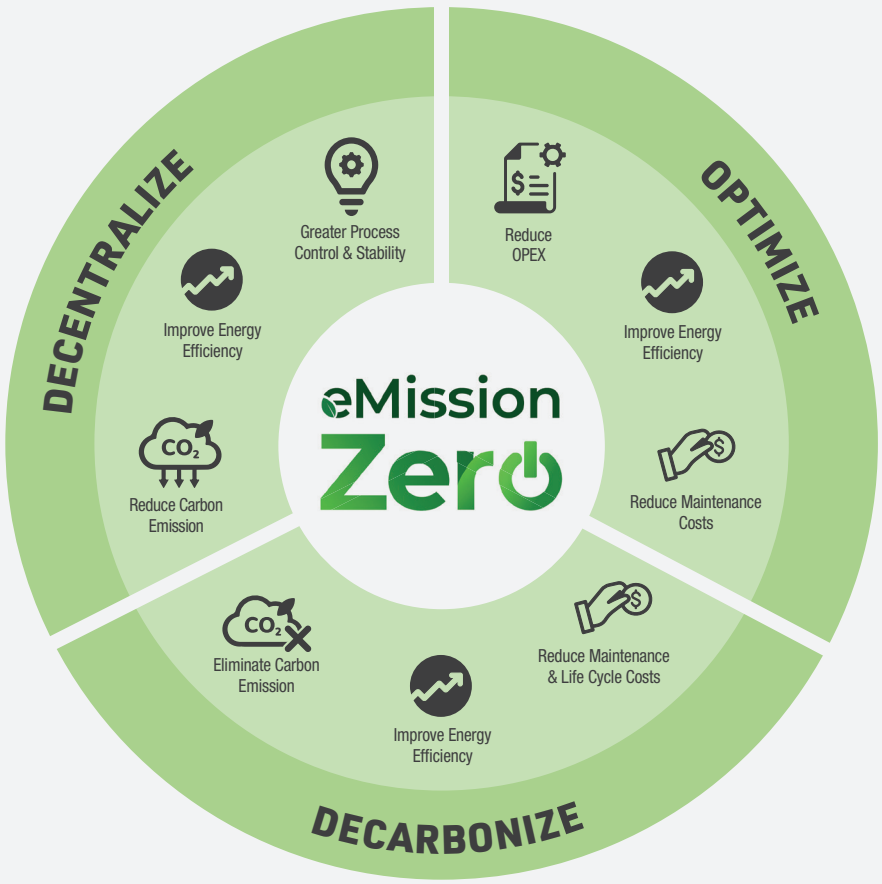 DECENTRALIZE
Greater Process
Control & Stability
Improve Energy
Efficiency
CO₂
Reduce Carbon
Emission
OPTIMIZE
$
Reduce
OPEX
Improve Energy
Efficiency
$
Reduce Maintenance
Costs
eMission
Zero
CO₂
Eliminate Carbon
Emission
Improve Energy
Efficiency
$
Reduce Maintenance
& Life Cycle Costs
DECARBONIZE